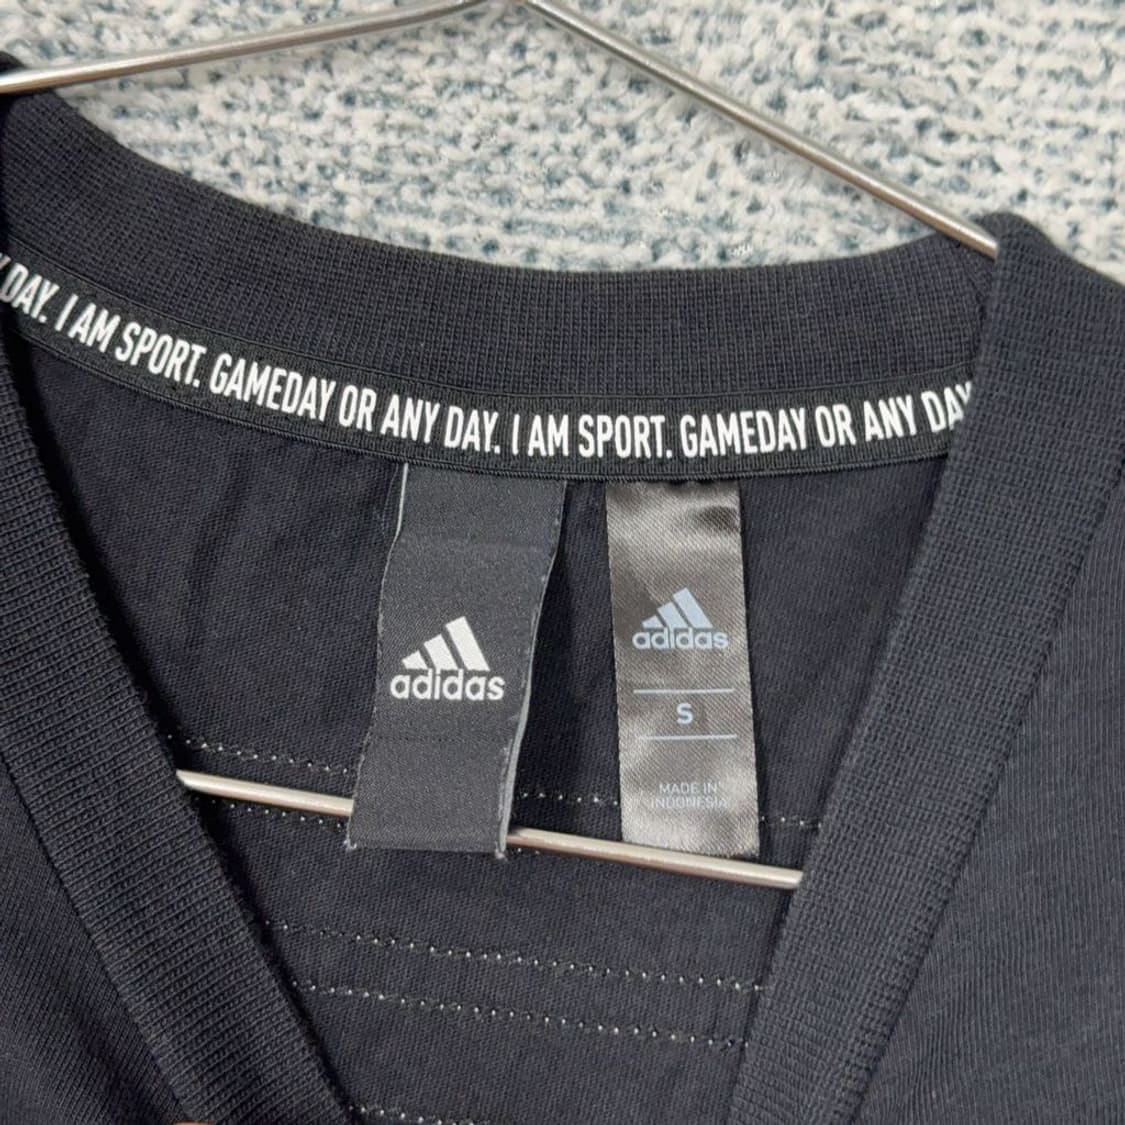 DAY. I AM SPORT. GAMEDAY OR ANY DAY. I AM SPORT. GAMEDAY OR ANY DAY
adidas
adidas
S
MADE IN
INDONESIA